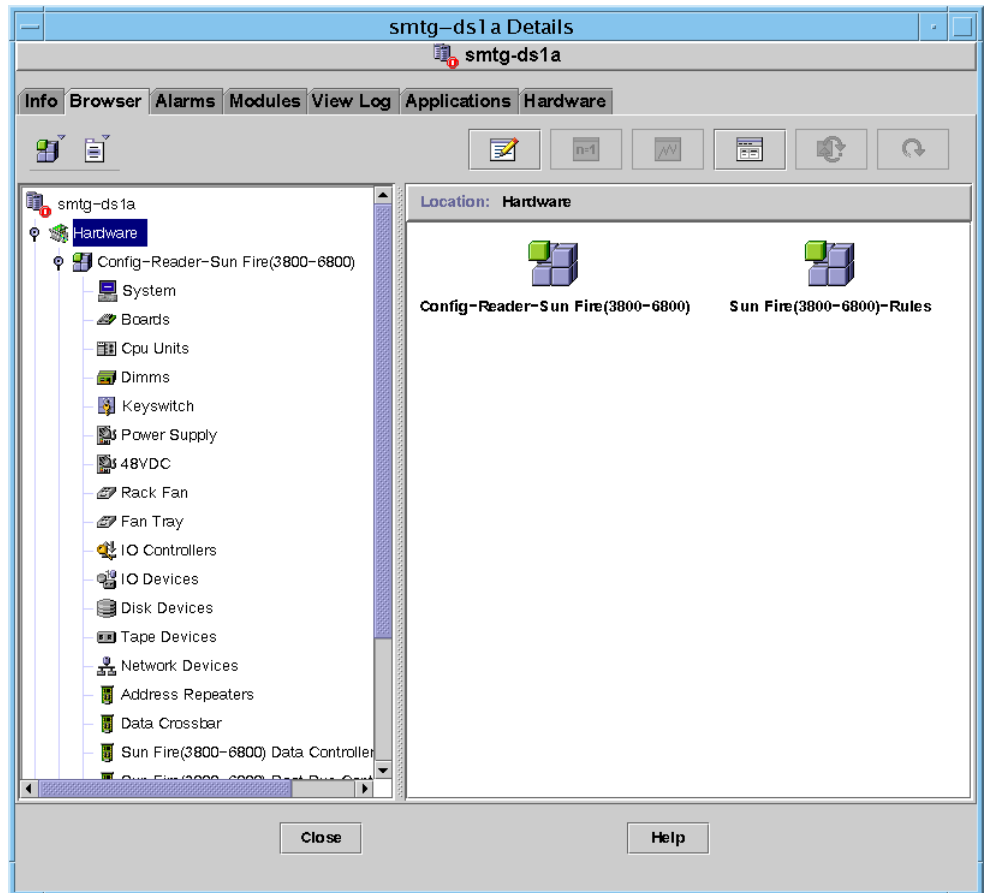 smtg-ds1a Details
smtg-ds1a
Info Browser Alarms Modules View Log Applications Hardware
n=1
smtg-ds1a
Hardware
Config-Reader-Sun Fire(3800-6800)
System
Boards
Cpu Units
Dimms
Keyswitch
Power Supply
48VDC
Rack Fan
Fan Tray
IO Controllers
IO Devices
Disk Devices
Tape Devices
Network Devices
Address Repeaters
Data Crossbar
Sun Fire(3800-6800) Data Controller
Location: Hardware
Config-Reader-Sun Fire(3800-6800) Sun Fire(3800-6800)-Rules
Close Help